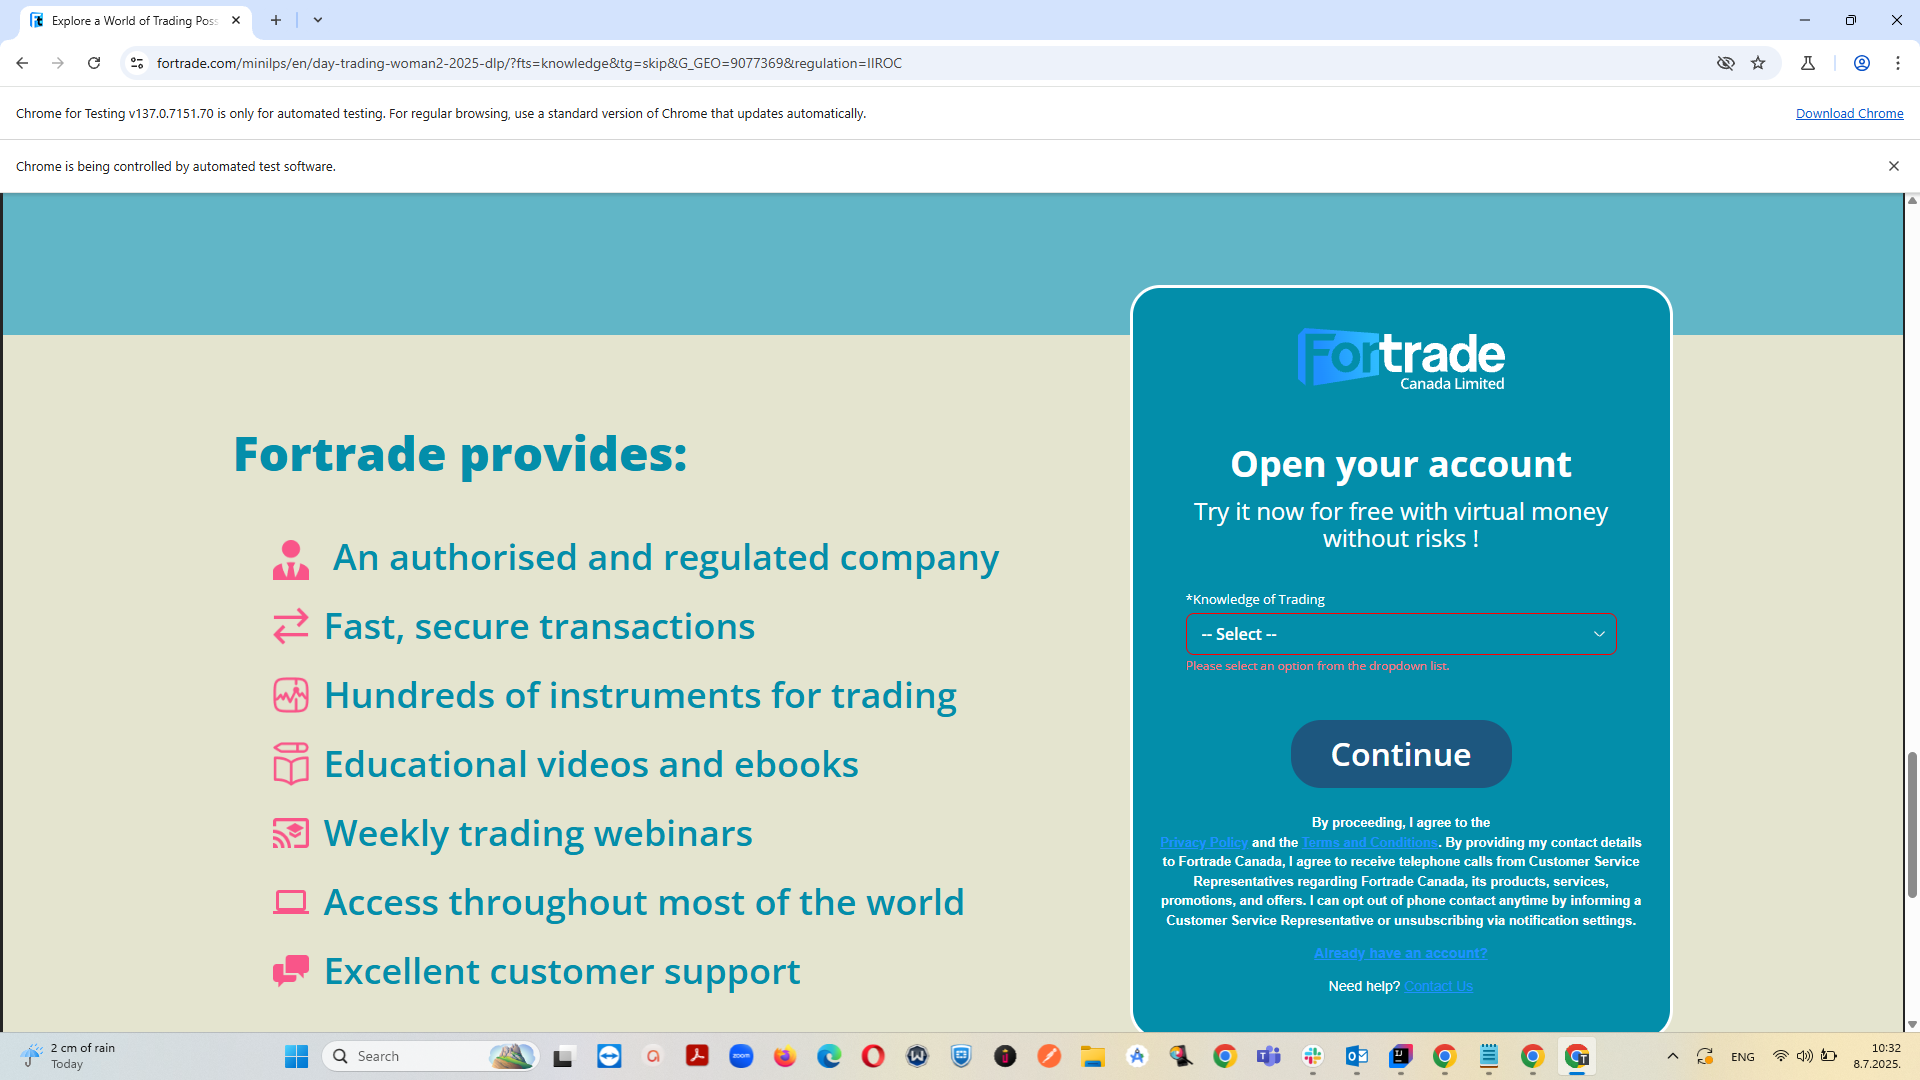 Explore a World of Trading Poss
fortrade.com/minilps/en/day-trading-woman2-2025-dlp/?fts=knowledge&tg=skip&G_GEO=9077369&regulation=IIROC
Chrome for Testing v137.0.7151.70 is only for automated testing. For regular browsing, use a standard version of Chrome that updates automatically.
Download Chrome
Chrome is being controlled by automated test software.
Fortrade
Canada Limited
Fortrade provides:
An authorised and regulated company
Fast, secure transactions
Hundreds of instruments for trading
Educational videos and ebooks
Weekly trading webinars
Access throughout most of the world
Excellent customer support
Open your account
Try it now for free with virtual money
without risks !
*Knowledge of Trading
-- Select --
Please select an option from the dropdown list.
Continue
By proceeding, I agree to the
Privacy Policy and the Terms and Conditions. By providing my contact details
to Fortrade Canada, I agree to receive telephone calls from Customer Service
Representatives regarding Fortrade Canada, its products, services,
promotions, and offers. I can opt out of phone contact anytime by informing a
Customer Service Representative or unsubscribing via notification settings.
Already have an account?
Need help? Contact Us
2 cm of rain
Today
Search
zoom
ENG
10:32
8.7.2025.